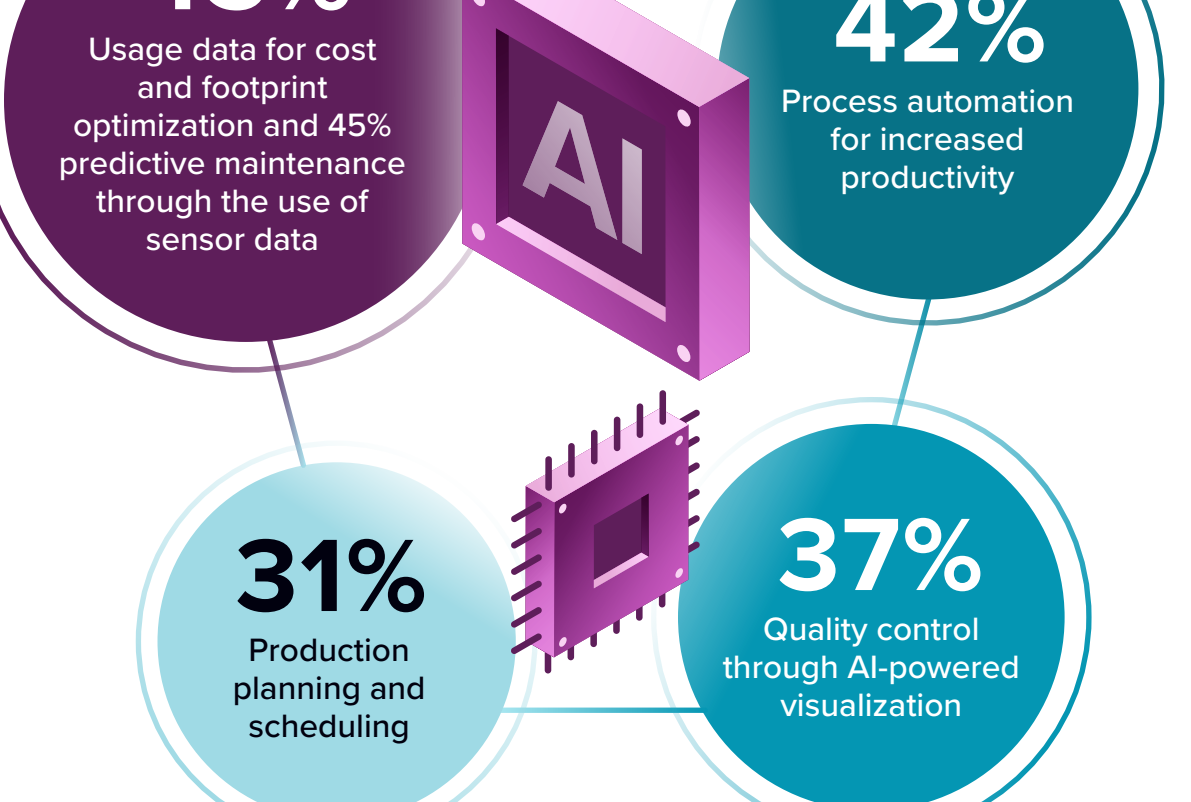 Usage data for cost
and footprint
optimization and 45%
predictive maintenance
through the use of
sensor data
AI
42%
Process automation
for increased
productivity
31%
Production
planning and
scheduling
37%
Quality control
through AI-powered
visualization